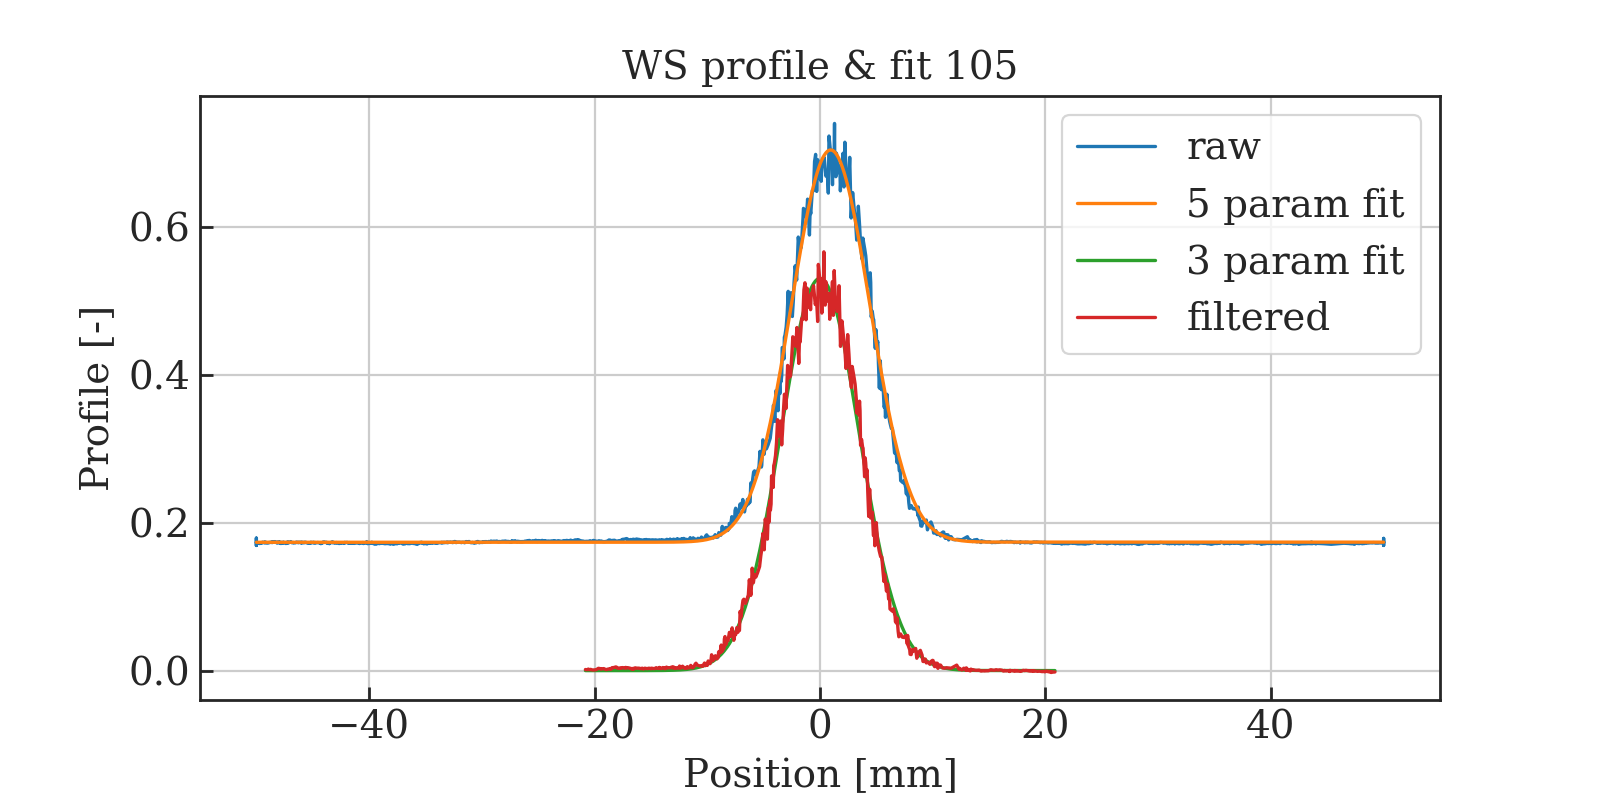 WS profile & fit 105
raw
5 param fit
3 param fit
filtered
Profile [-]
0.6
0.4
0.2
0.0
−40
−20
0
20
40
Position [mm]